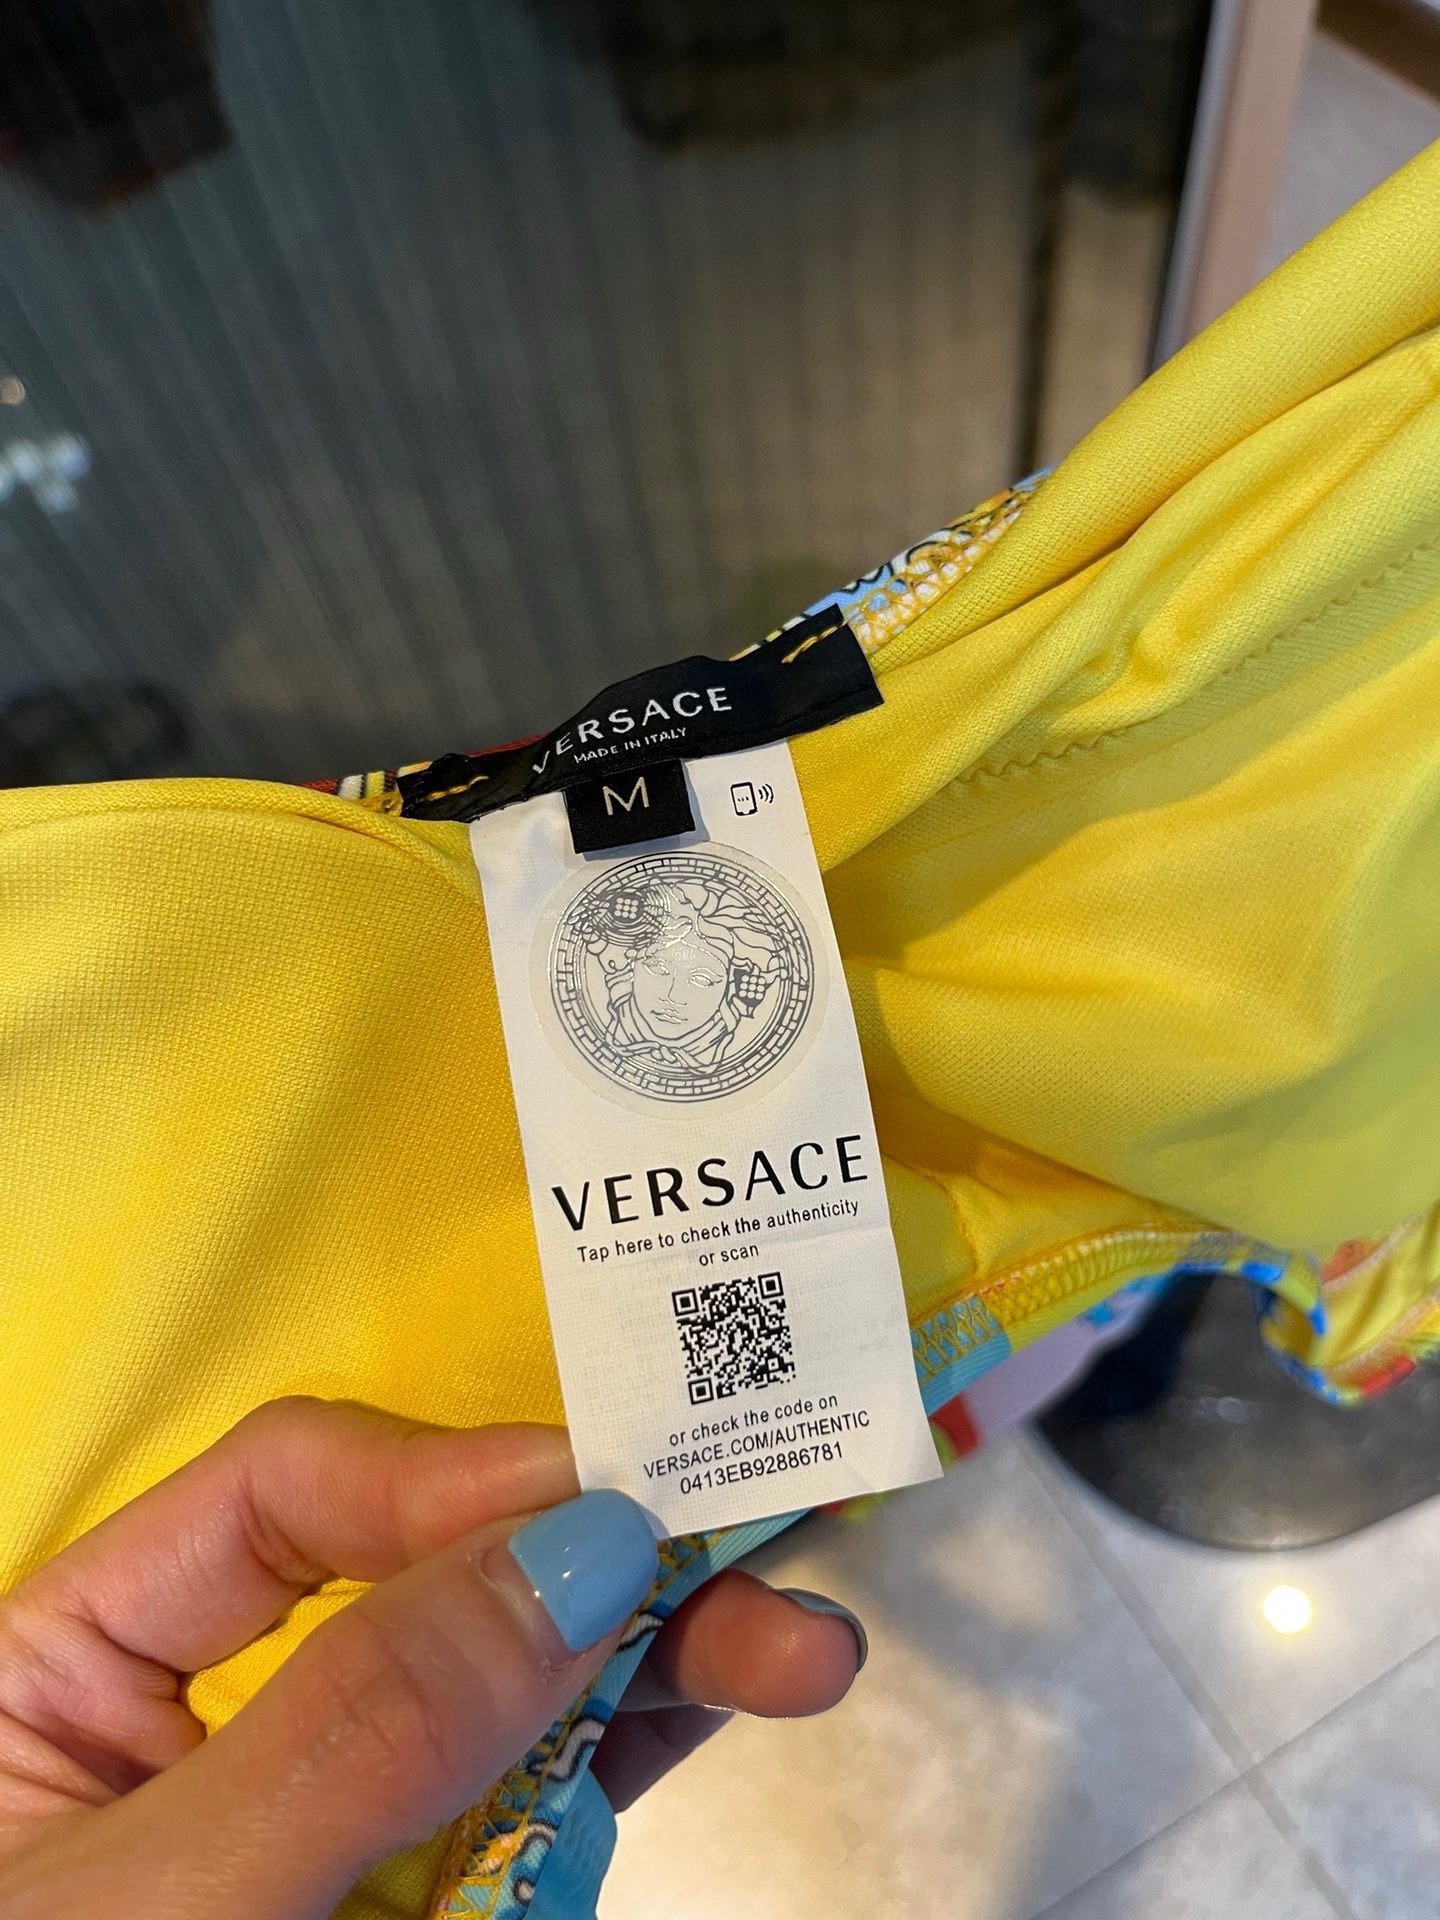 VERSACE
MADE IN ITALY
M
VERSACE
Tap here to check the authenticity
or scan
or check the code on
VERSACE.COM/AUTHENTIC
0413EB92886781